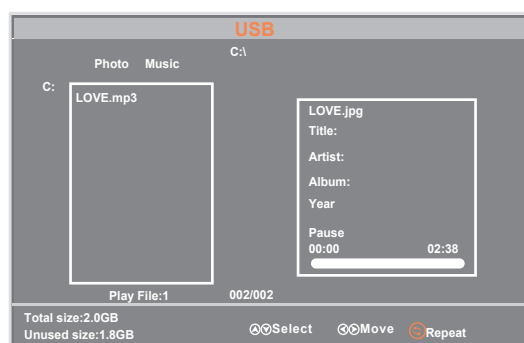 USB
C:\
Photo Music
C:
LOVE.mp3
LOVE.jpg
Title:
Artist:
Album:
Year
Pause
00:00 02:38
Play File:1 002/002
Total size:2.0GB
Unused size:1.8GB
Select Move Repeat